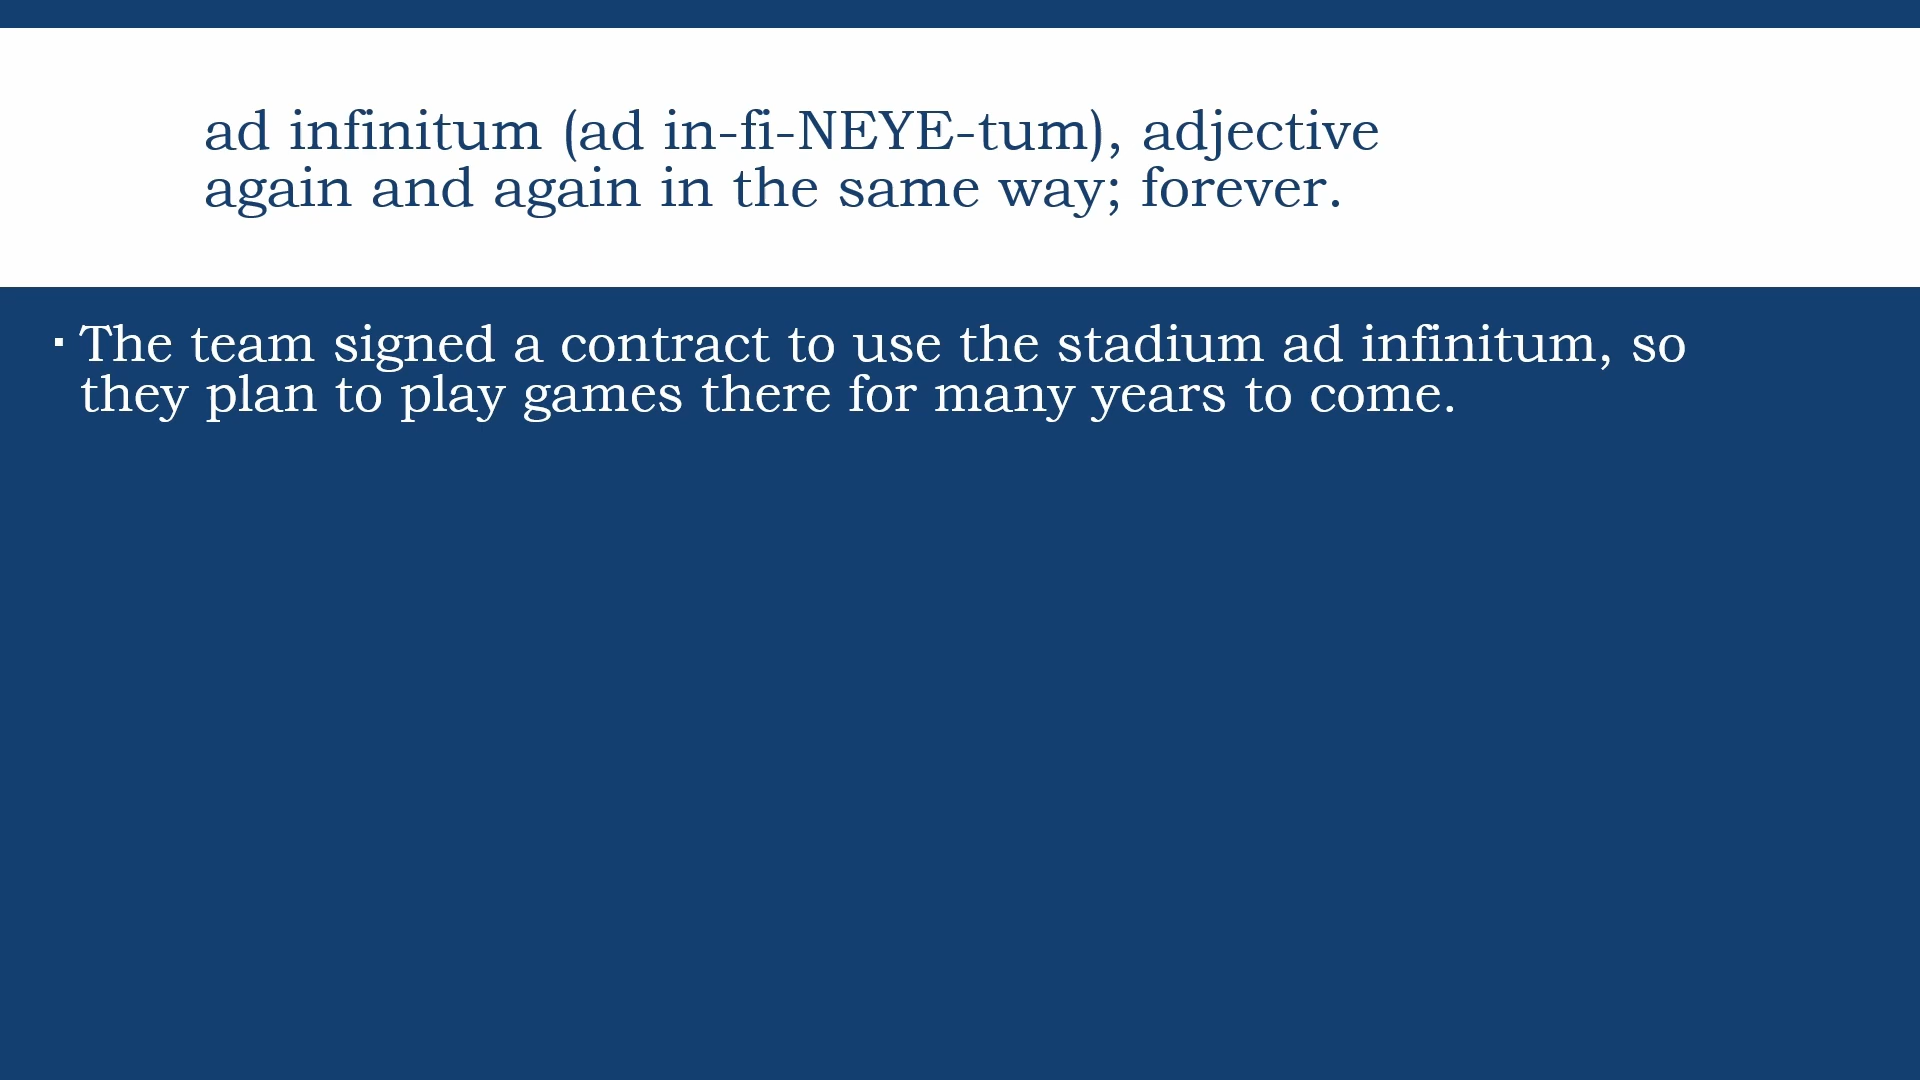 ad infinitum (ad in-fi-NEYE-tum), adjective
again and again in the same way; forever.
▪ The team signed a contract to use the stadium ad infinitum, so
they plan to play games there for many years to come.